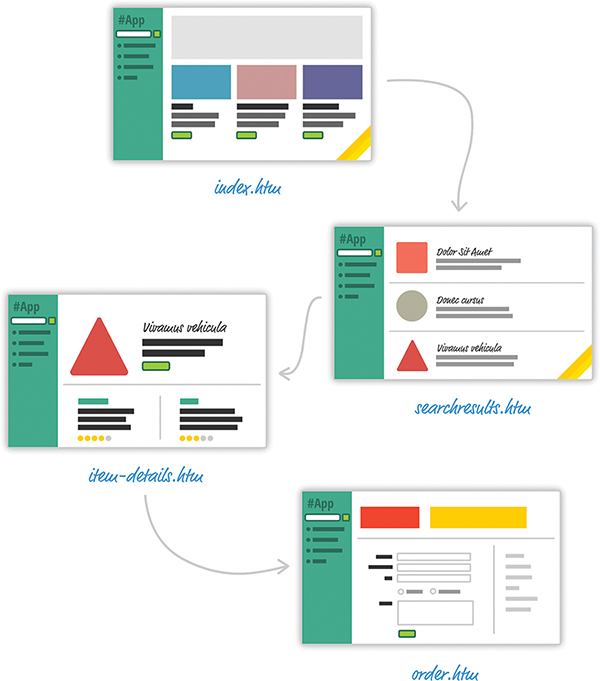 #App
index.htm
#App
Dolor Sit Amet
Donec cursus
Vivamus vehicula
searchresults.htm
#App
Vivamus vehicula
item-details.htm
#App
order.htm